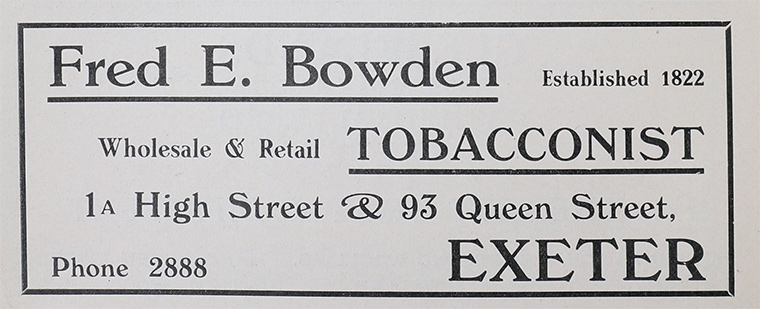 Fred E. Bowden Established 1822
Wholesale & Retail TOBACCONIST
1A High Street & 93 Queen Street,
Phone 2888 EXETER